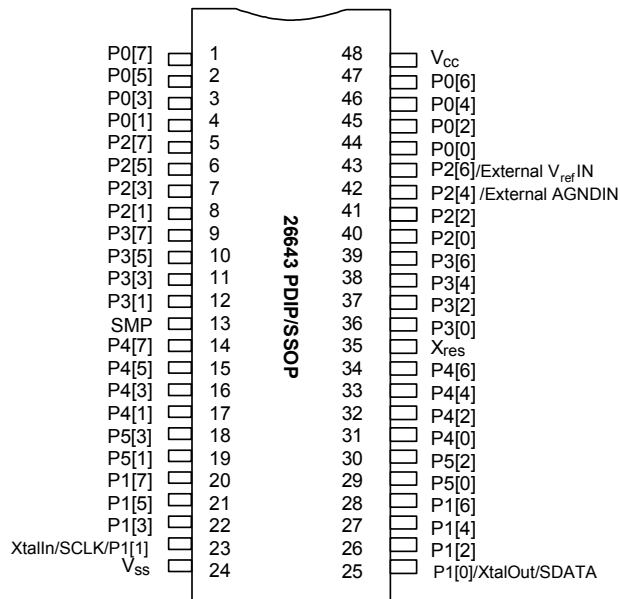 P0[7] 1 48 Vcc
P0[5] 2 47 P0[6]
P0[3] 3 46 P0[4]
P0[1] 4 45 P0[2]
P2[7] 5 44 P0[0]
P2[5] 6 43 P2[6]/External VrefIN
P2[3] 7 42 P2[4] /External AGNDIN
P2[1] 8 41 P2[2]
P3[7] 9 40 P2[0]
P3[5] 10 39 P3[6]
P3[3] 11 38 P3[4]
P3[1] 12 37 P3[2]
SMP 13 36 P3[0]
P4[7] 14 35 Xres
P4[5] 15 34 P4[6]
P4[3] 16 33 P4[4]
P4[1] 17 32 P4[2]
P5[3] 18 31 P4[0]
P5[1] 19 30 P5[2]
P1[7] 20 29 P5[0]
P1[5] 21 28 P1[6]
P1[3] 22 27 P1[4]
XtalIn/SCLK/P1[1] 23 26 P1[2]
Vss 24 25 P1[0]/XtalOut/SDATA
26643 PDIP/SSOP